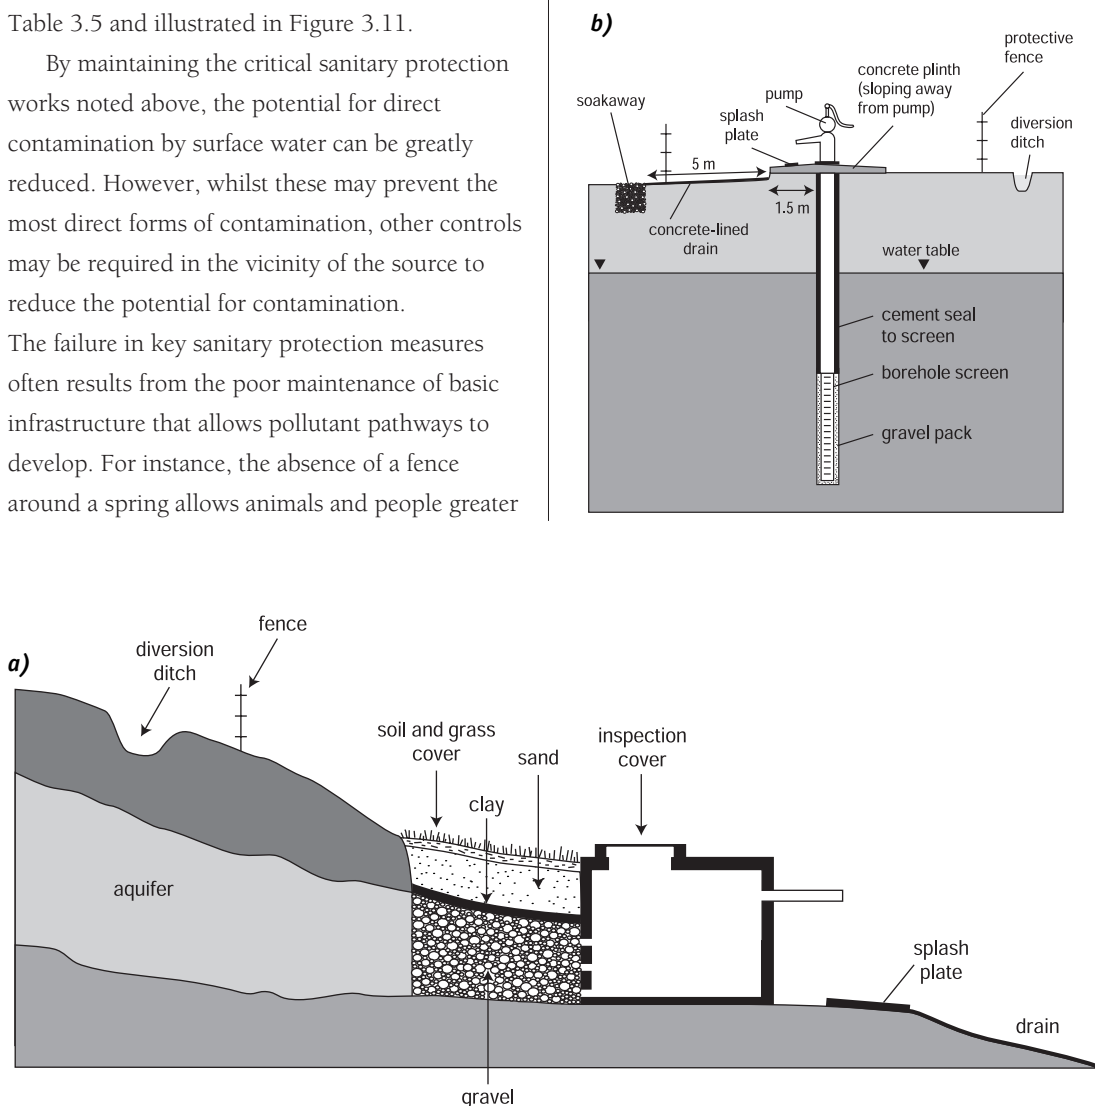 Table 3.5 and illustrated in Figure 3.11.
By maintaining the critical sanitary protection
works noted above, the potential for direct
contamination by surface water can be greatly
reduced. However, whilst these may prevent the
most direct forms of contamination, other controls
may be required in the vicinity of the source to
reduce the potential for contamination.
The failure in key sanitary protection measures
often results from the poor maintenance of basic
infrastructure that allows pollutant pathways to
develop. For instance, the absence of a fence
around a spring allows animals and people greater
b)
protective
fence
concrete plinth
(sloping away
from pump)
pump
soakaway
splash
plate
diversion
ditch
5 m
1.5 m
concrete-lined
drain
water table
cement seal
to screen
borehole screen
gravel pack
a)
fence
diversion
ditch
soil and grass
cover
sand
inspection
cover
clay
aquifer
splash
plate
drain
gravel